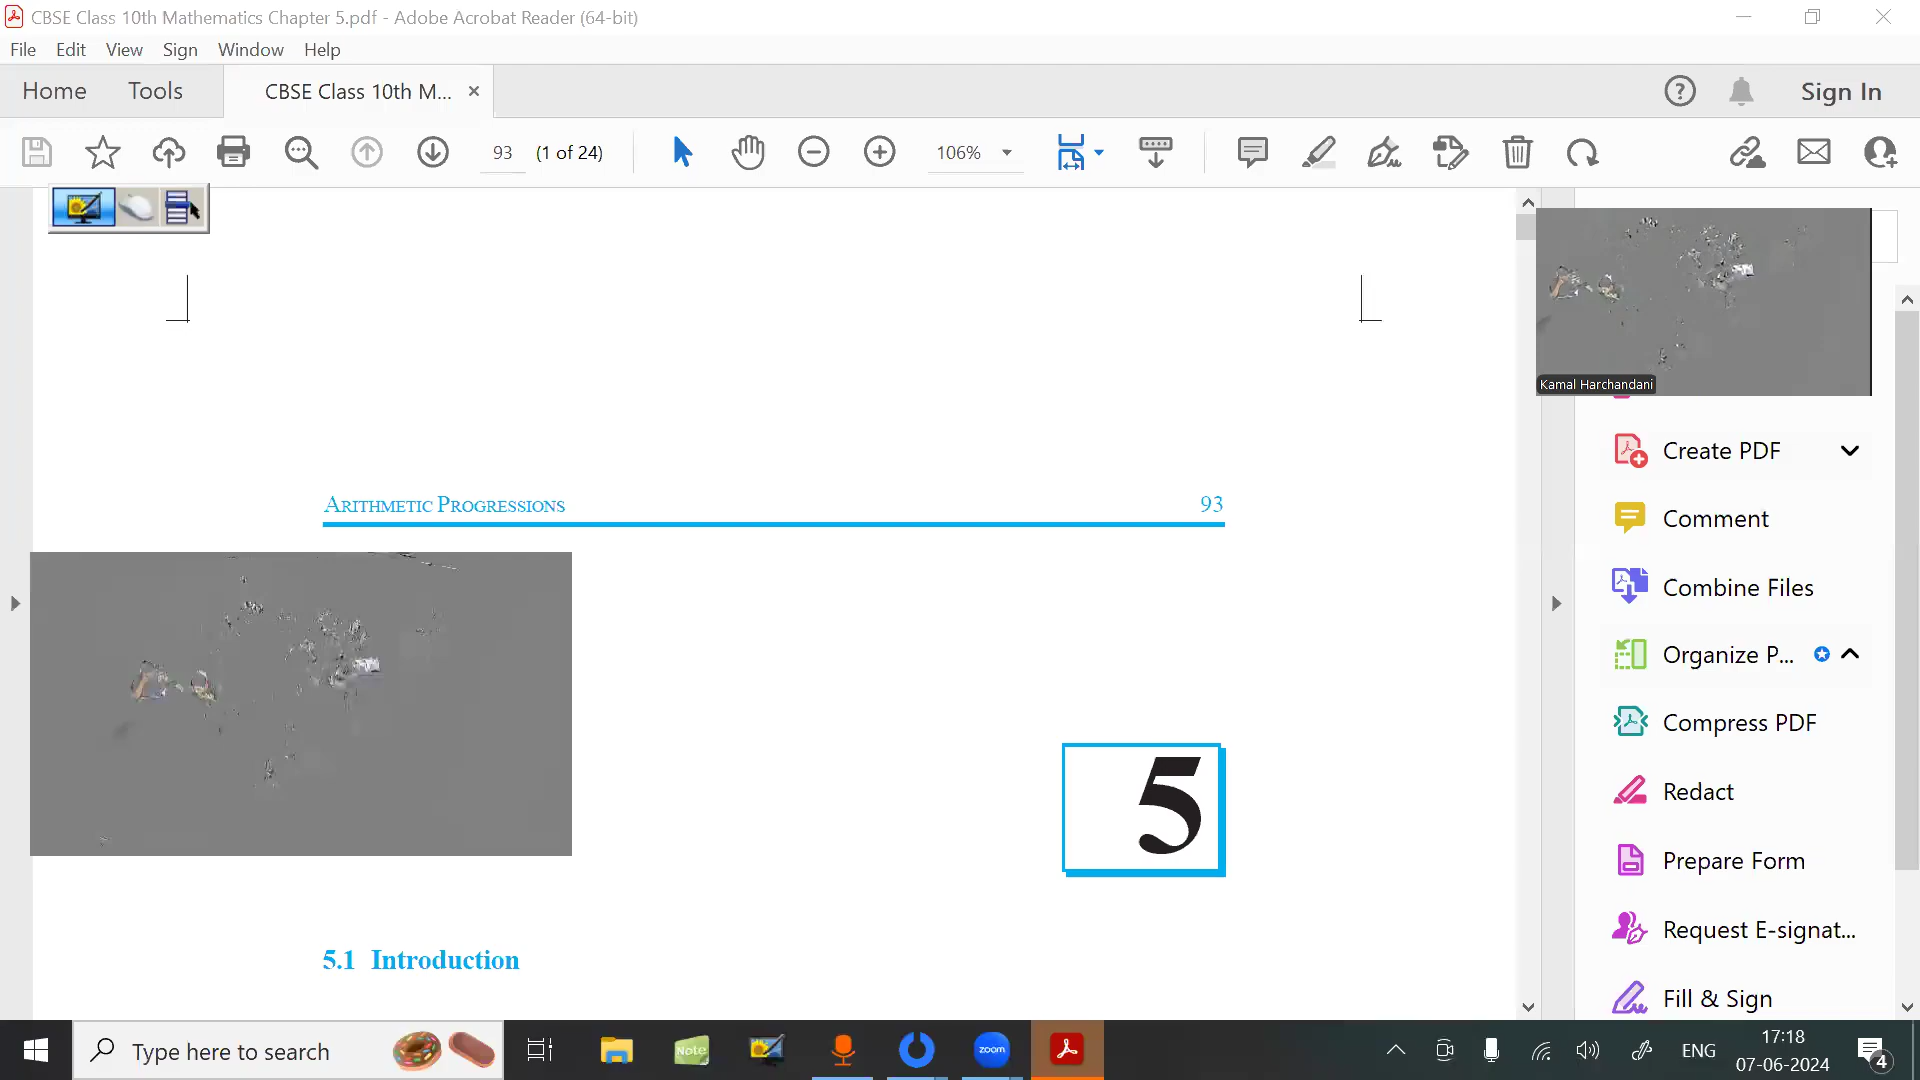 CBSE Class 10th Mathematics Chapter 5.pdf - Adobe Acrobat Reader (64-bit)
File Edit View Sign Window Help
Home Tools CBSE Class 10th M... × Sign In
93 (1 of 24) 106%
Kamal Harchandani
ARITHMETIC PROGRESSIONS 93
5
5.1 Introduction
Create PDF
Comment
Combine Files
Organize P...
Compress PDF
Redact
Prepare Form
Request E-signat...
Fill & Sign
Type here to search
Note
zoom
ENG
17:18
07-06-2024
4